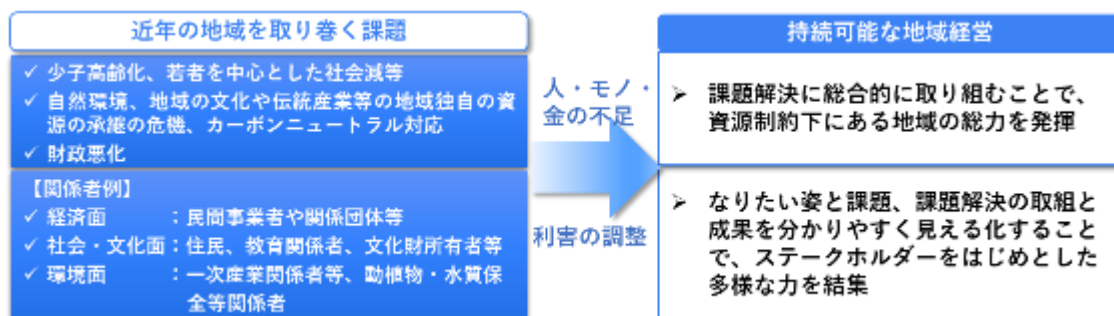 近年の地域を取り巻く課題
✓ 少子高齢化、若者を中心とした社会減等
✓ 自然環境、地域の文化や伝統産業等の地域独自の資
源の承継の危機、カーボンニュートラル対応
✓ 財政悪化
【関係者例】
✓ 経済面　　　：民間事業者や関係団体等
✓ 社会・文化面：住民、教育関係者、文化財所有者等
✓ 環境面　　　：一次産業関係者等、動植物・水質保
全等関係者
人・モノ・
金の不足
利害の調整
持続可能な地域経営
➢ 課題解決に総合的に取り組むことで、
資源制約下にある地域の総力を発揮
➢ なりたい姿と課題、課題解決の取組と
成果を分かりやすく見える化すること
で、ステークホルダーをはじめとした
多様な力を結集